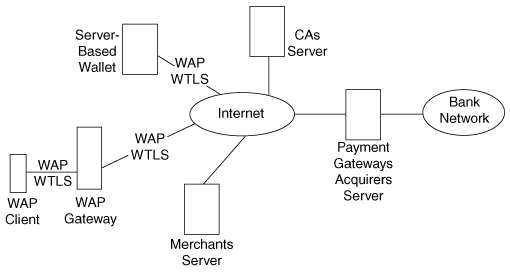 Server-
Based
Wallet
WAP
WTLS
CAs
Server
Internet
Bank
Network
Payment
Gateways
Acquirers
Server
WAP
WTLS
WAP
WTLS
WAP
Client
WAP
Gateway
Merchants
Server